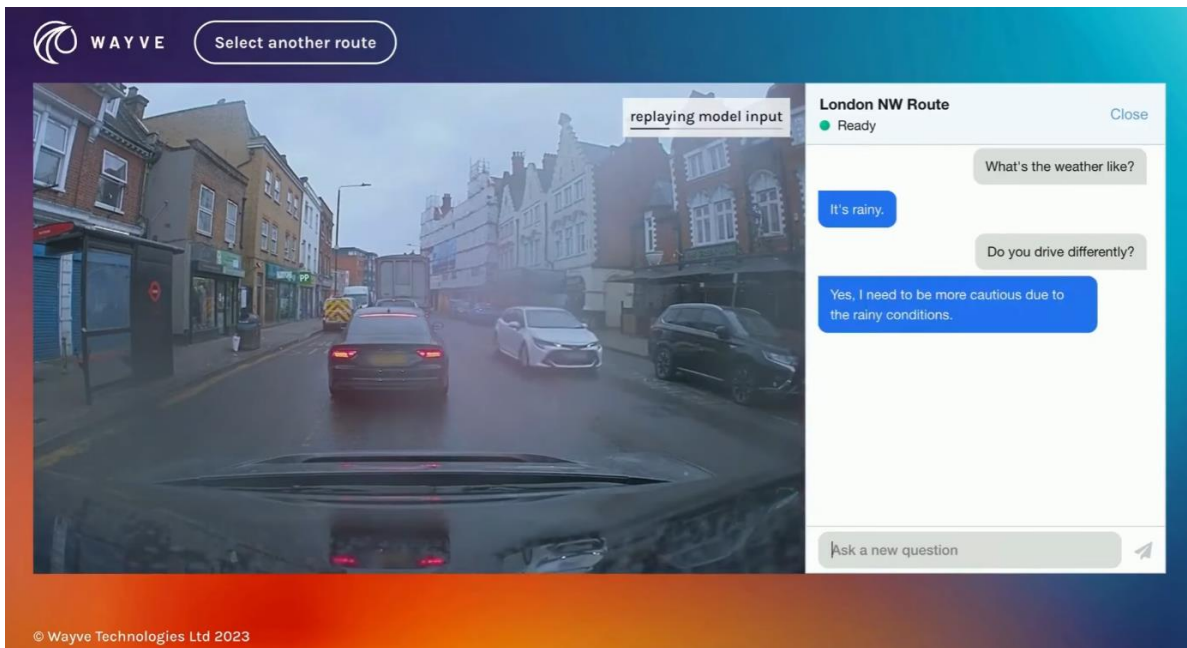 WAYVE
Select another route
replaying model input
London NW Route
Ready
Close
What's the weather like?
It's rainy.
Do you drive differently?
Yes, I need to be more cautious due to
the rainy conditions.
Ask a new question
© Wayve Technologies Ltd 2023